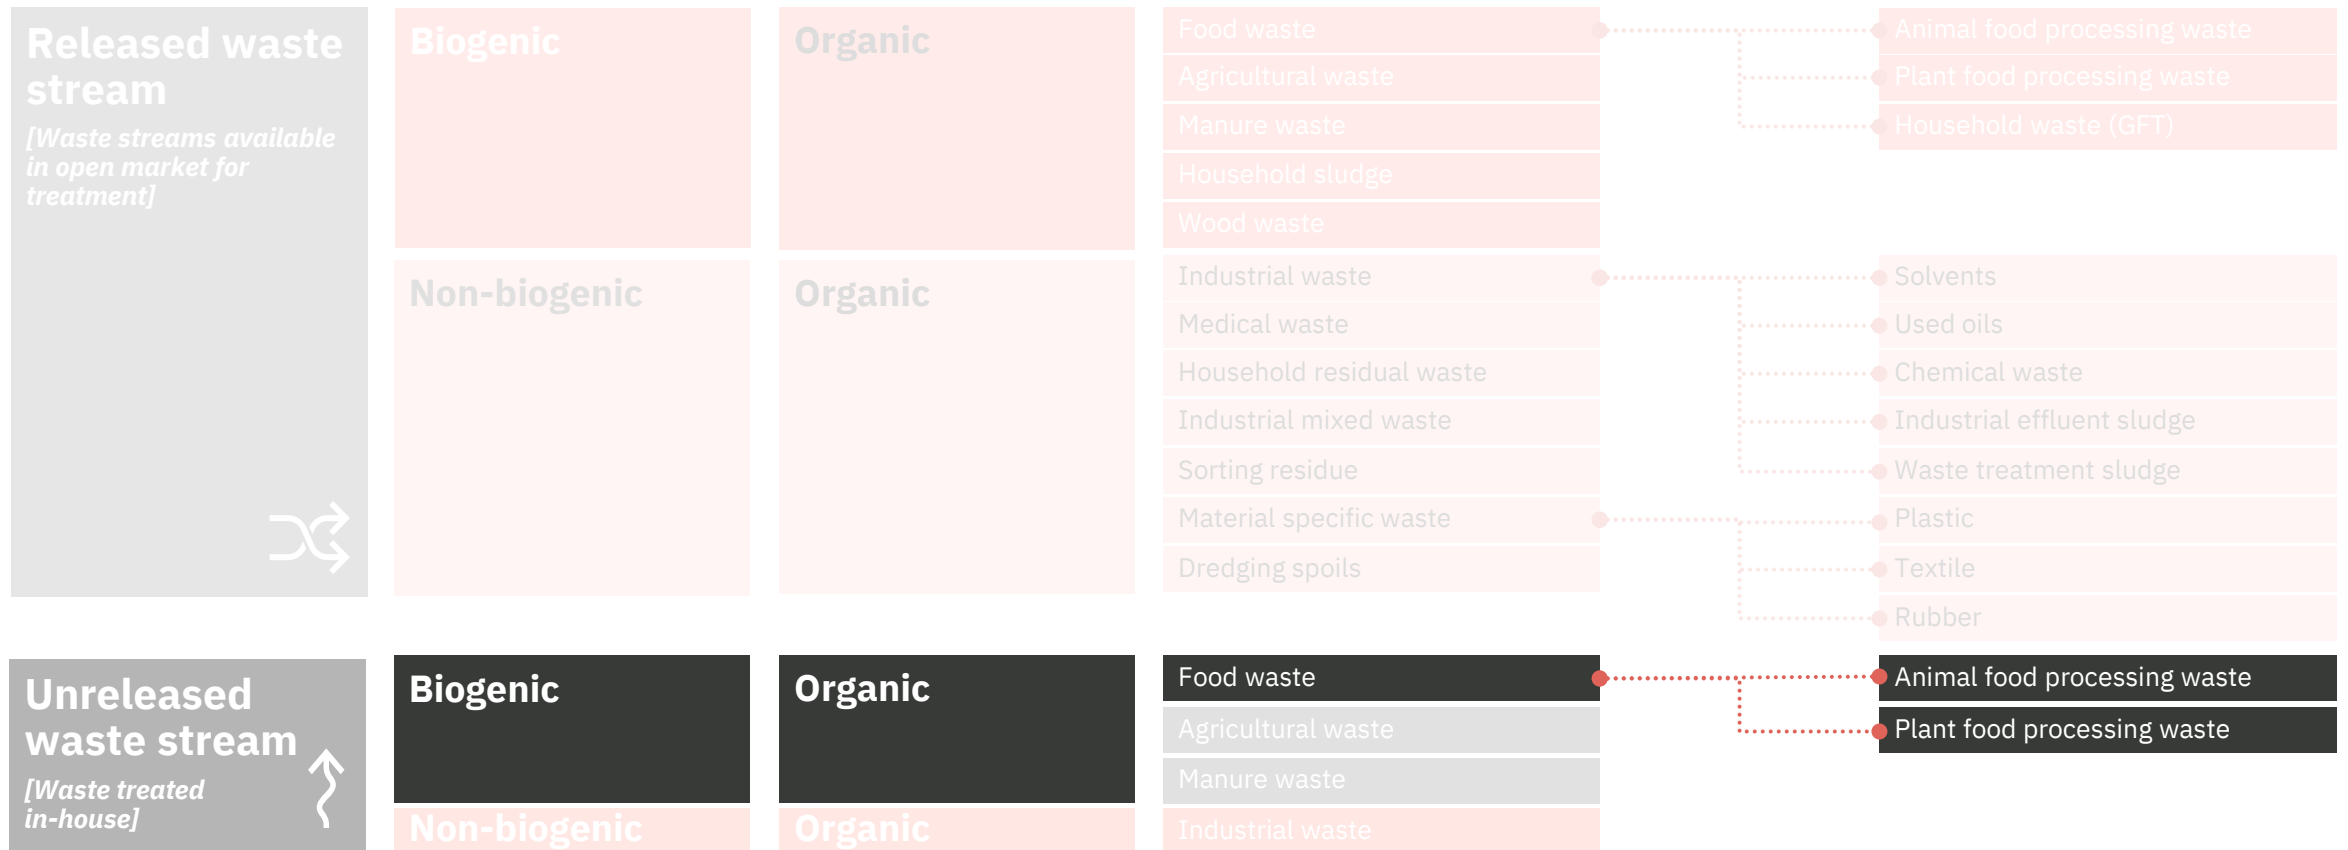 Released waste
stream
[Waste streams available
in open market for
treatment]
Biogenic
Organic
Food waste
Agricultural waste
Manure waste
Household sludge
Wood waste
Animal food processing waste
Plant food processing waste
Household waste (GFT)
Non-biogenic
Organic
Industrial waste
Medical waste
Household residual waste
Industrial mixed waste
Sorting residue
Material specific waste
Dredging spoils
Solvents
Used oils
Chemical waste
Industrial effluent sludge
Waste treatment sludge
Plastic
Textile
Rubber
Unreleased
waste stream
[Waste treated
in-house]
Biogenic
Organic
Food waste
Agricultural waste
Manure waste
Animal food processing waste
Plant food processing waste
Non-biogenic
Organic
Industrial waste